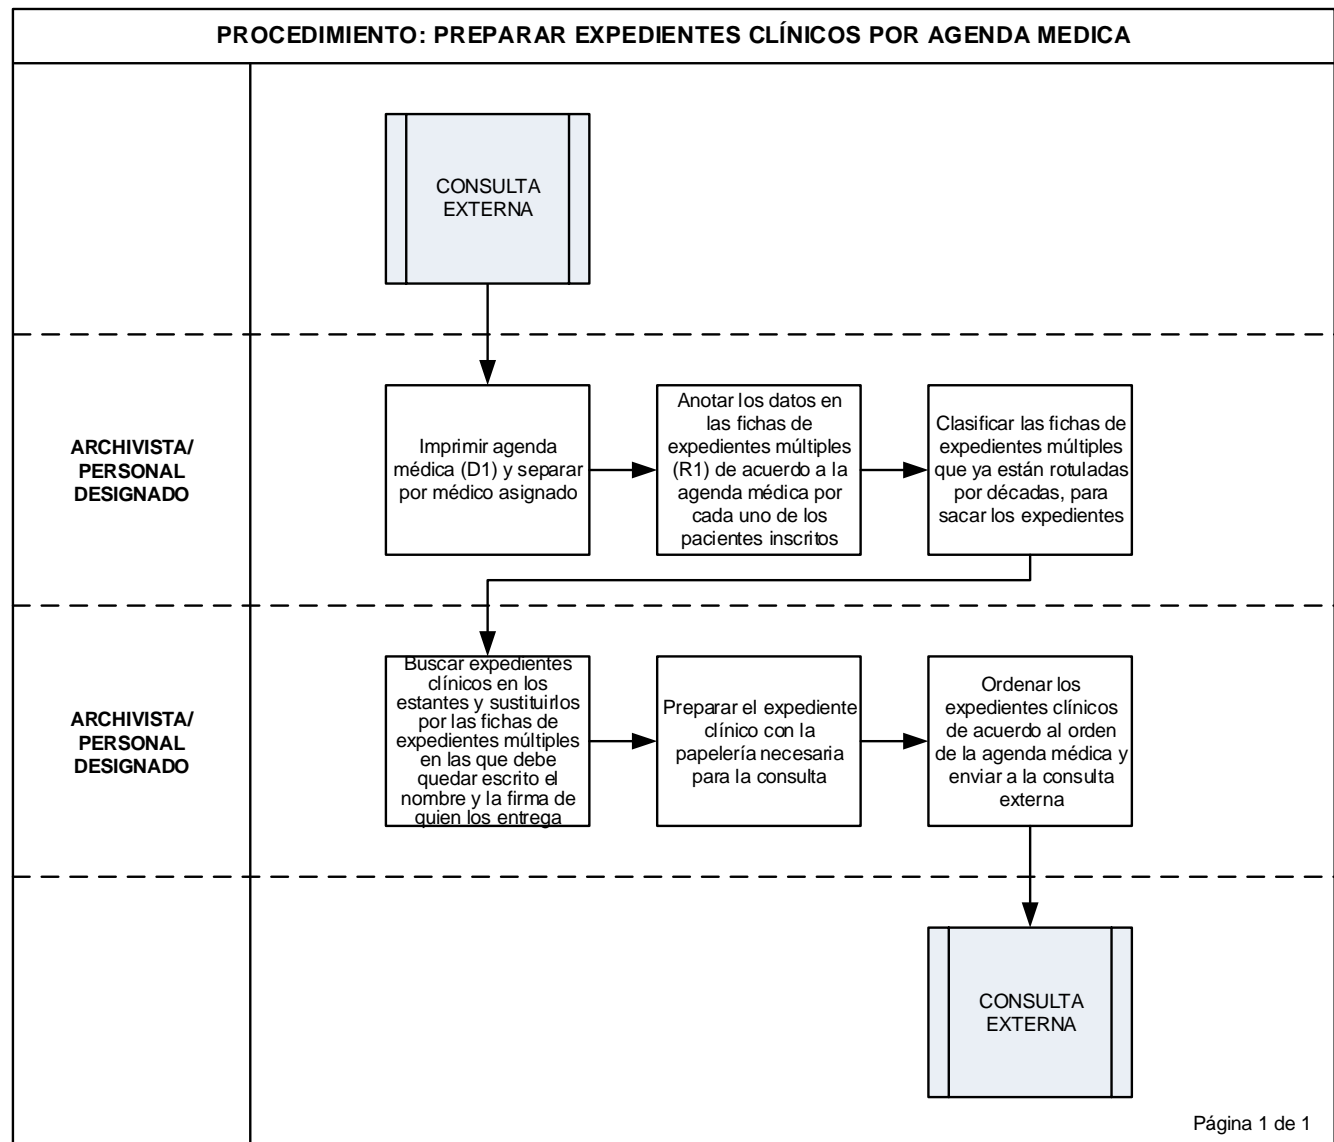 PROCEDIMIENTO: PREPARAR EXPEDIENTES CLÍNICOS POR AGENDA MEDICA
CONSULTA
EXTERNA
ARCHIVISTA/
PERSONAL
DESIGNADO
Imprimir agenda
médica (D1) y separar
por médico asignado
Anotar los datos en
las fichas de
expedientes múltiples
(R1) de acuerdo a la
agenda médica por
cada uno de los
pacientes inscritos
Clasificar las fichas de
expedientes múltiples
que ya están rotuladas
por décadas, para
sacar los expedientes
ARCHIVISTA/
PERSONAL
DESIGNADO
Buscar expedientes
clínicos en los
estantes y sustituirlos
por las fichas de
expedientes múltiples
en las que debe
quedar escrito el
nombre y la firma de
quien los entrega
Preparar el expediente
clínico con la
papelería necesaria
para la consulta
Ordenar los
expedientes clínicos
de acuerdo al orden
de la agenda médica y
enviar a la consulta
externa
CONSULTA
EXTERNA
Página 1 de 1